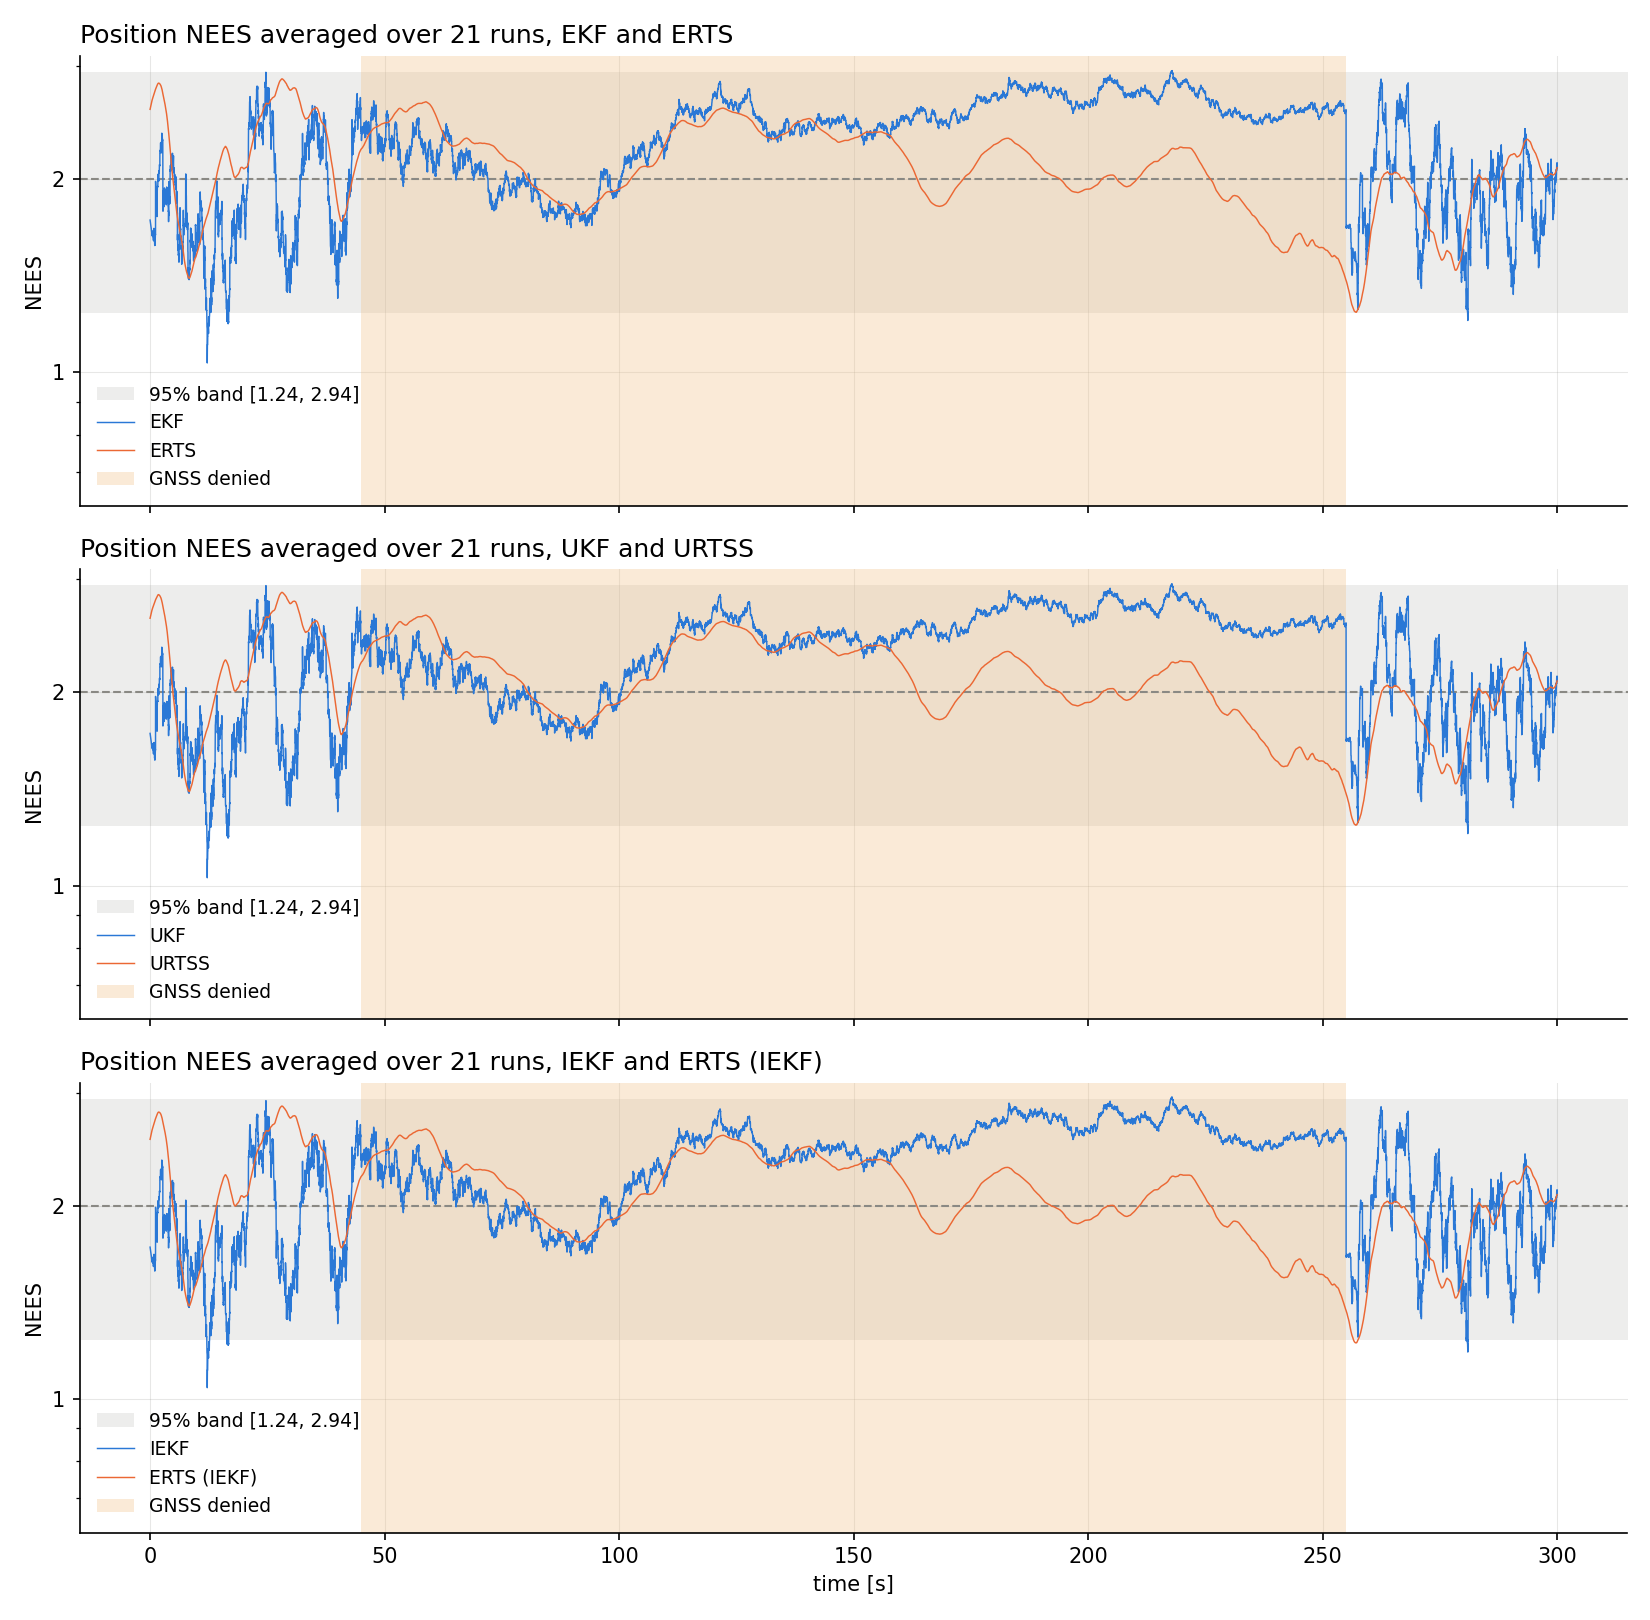 Position NEES averaged over 21 runs, EKF and ERTS
2
1
NEES
95% band [1.24, 2.94]
EKF
ERTS
GNSS denied
Position NEES averaged over 21 runs, UKF and URTSS
2
1
NEES
95% band [1.24, 2.94]
UKF
URTSS
GNSS denied
Position NEES averaged over 21 runs, IEKF and ERTS (IEKF)
2
1
NEES
95% band [1.24, 2.94]
IEKF
ERTS (IEKF)
GNSS denied
0 50 100 150 200 250 300
time [s]